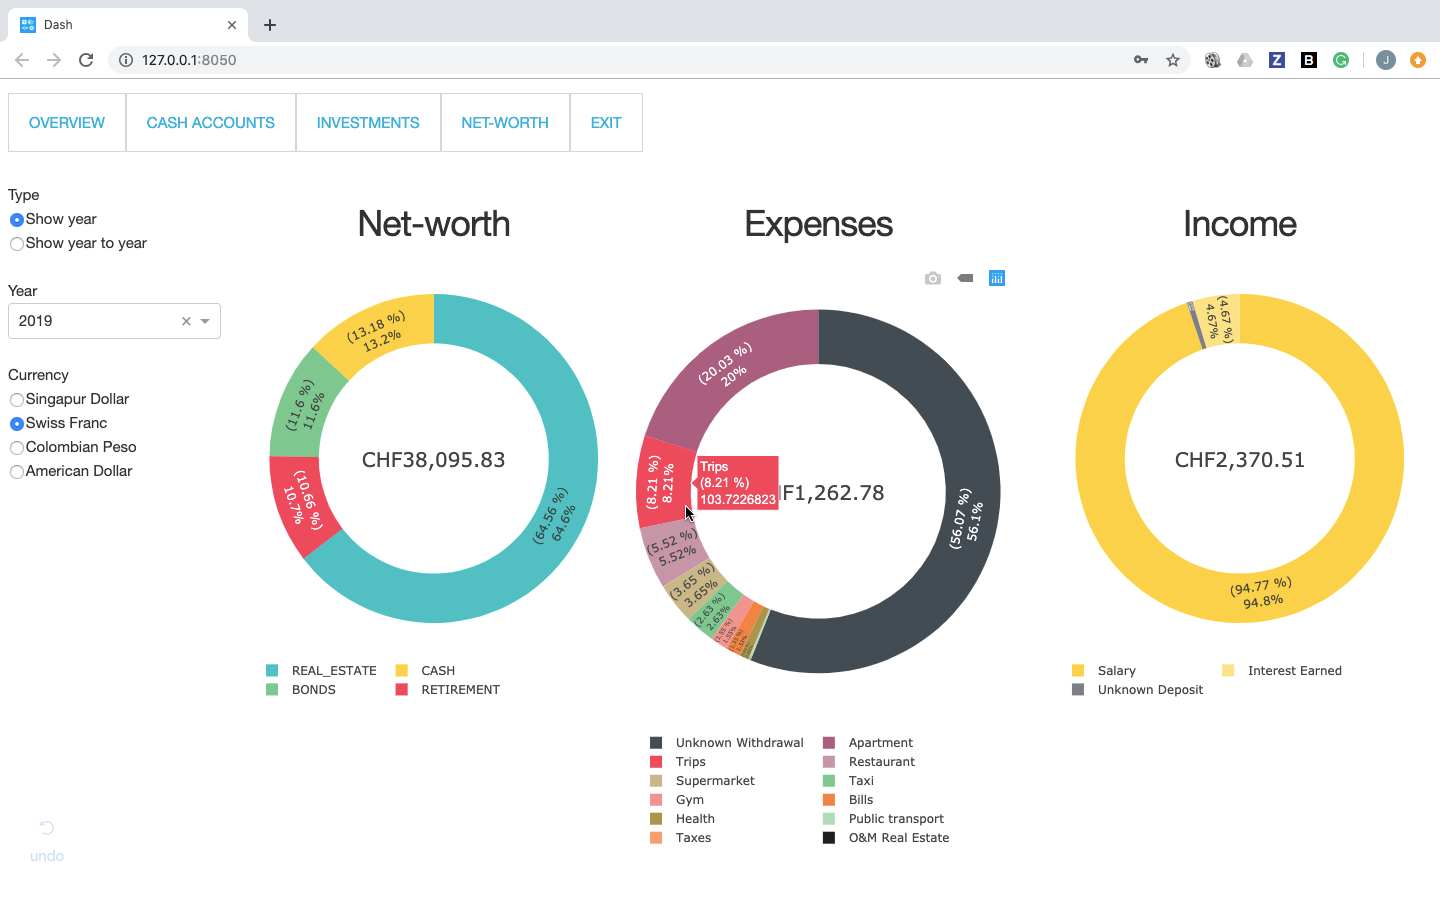 Dash
127.0.0.1:8050
Z
B
G
J
OVERVIEW
CASH ACCOUNTS
INVESTMENTS
NET-WORTH
EXIT
Type
Show year
Show year to year
Year
2019
Currency
Singapur Dollar
Swiss Franc
Colombian Peso
American Dollar
undo
Net-worth
(13.18 %)
13.2%
(11.6 %)
11.6%
(10.66 %)
10.7%
(64.56 %)
64.6%
CHF38,095.83
REAL_ESTATE
CASH
BONDS
RETIREMENT
Expenses
(20.03 %)
20%
(8.21 %)
8.21%
Trips
(8.21 %)
103.7226823
HF1,262.78
(56.07 %)
56.1%
(5.52 %)
5.52%
(3.65 %)
3.65%
(2.63 %)
2.63%
(1.55 %)
1.55%
Unknown Withdrawal
Apartment
Trips
Restaurant
Supermarket
Taxi
Gym
Bills
Health
Public transport
Taxes
O&M Real Estate
Income
(4.67 %)
4.67%
CHF2,370.51
(94.77 %)
94.8%
Salary
Interest Earned
Unknown Deposit